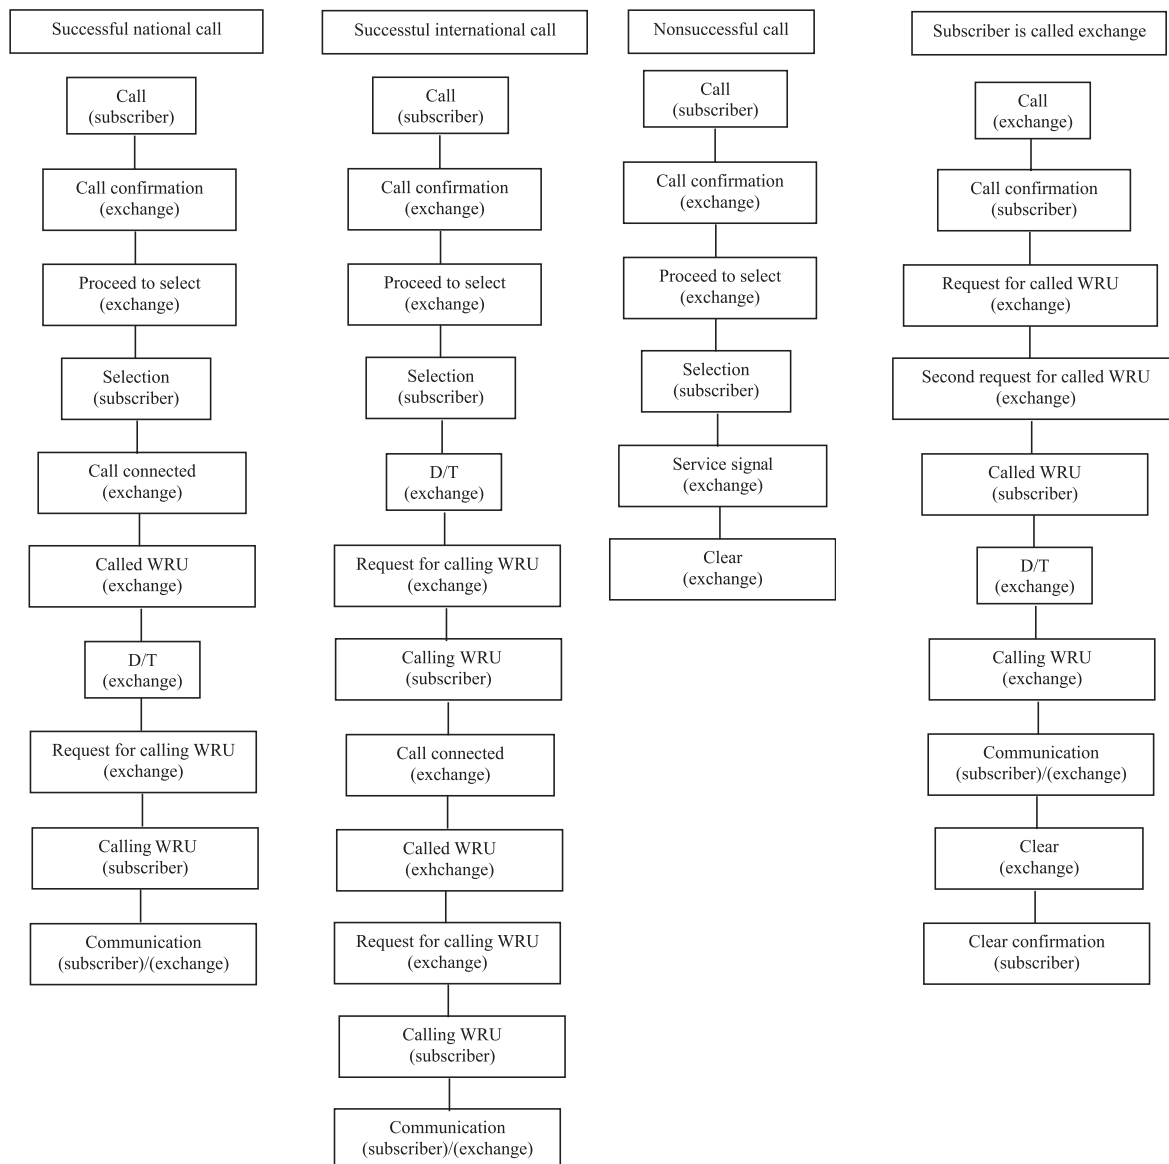 Successful national call
Call
(subscriber)
Call confirmation
(exchange)
Proceed to select
(exchange)
Selection
(subscriber)
Call connected
(exchange)
Called WRU
(exchange)
D/T
(exchange)
Request for calling WRU
(exchange)
Calling WRU
(subscriber)
Communication
(subscriber)/(exchange)
Successtul international call
Call
(subscriber)
Call confirmation
(exchange)
Proceed to select
(exchange)
Selection
(subscriber)
D/T
(exchange)
Request for calling WRU
(exchange)
Calling WRU
(subscriber)
Call connected
(exchange)
Called WRU
(exhchange)
Request for calling WRU
(exchange)
Calling WRU
(subscriber)
Communication
(subscriber)/(exchange)
Nonsuccessful call
Call
(subscriber)
Call confirmation
(exchange)
Proceed to select
(exchange)
Selection
(subscriber)
Service signal
(exchange)
Clear
(exchange)
Subscriber is called exchange
Call
(exchange)
Call confirmation
(subscriber)
Request for called WRU
(exchange)
Second request for called WRU
(exchange)
Called WRU
(subscriber)
D/T
(exchange)
Calling WRU
(exchange)
Communication
(subscriber)/(exchange)
Clear
(exchange)
Clear confirmation
(subscriber)